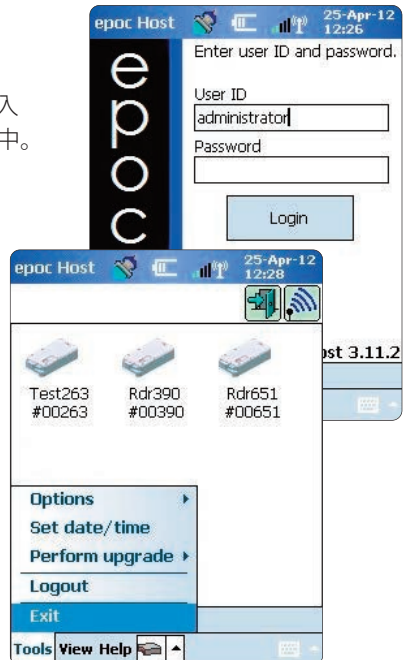 epoc Host
25-Apr-12
12:26
入
中。
epoc
Enter user ID and password.
User ID
administrator
Password
Login
ost 3.11.2
epoc Host
25-Apr-12
12:28
Test263
#00263
Rdr390
#00390
Rdr651
#00651
Options
Set date/time
Perform upgrade
Logout
Exit
Tools View Help